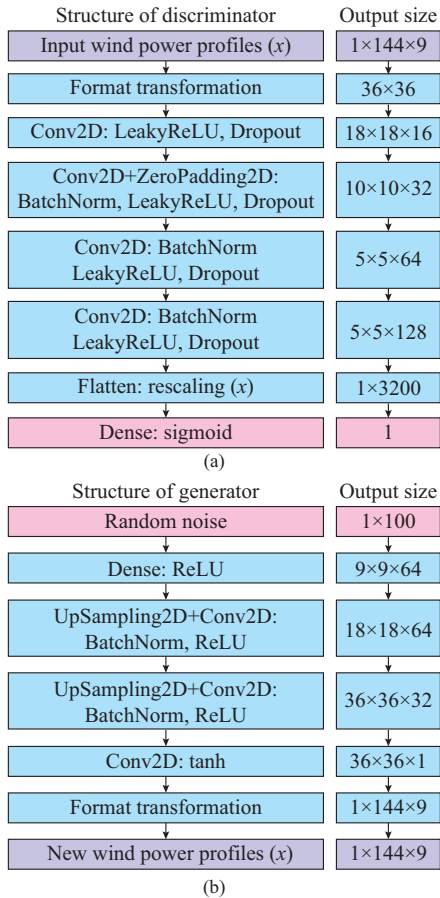 Structure of discriminator Output size
Input wind power profiles (x) 1×144×9
Format transformation 36×36
Conv2D: LeakyReLU, Dropout 18×18×16
Conv2D+ZeroPadding2D:
BatchNorm, LeakyReLU, Dropout 10×10×32
Conv2D: BatchNorm
LeakyReLU, Dropout 5×5×64
Conv2D: BatchNorm
LeakyReLU, Dropout 5×5×128
Flatten: rescaling (x) 1×3200
Dense: sigmoid 1
(a)
Structure of generator Output size
Random noise 1×100
Dense: ReLU 9×9×64
UpSampling2D+Conv2D:
BatchNorm, ReLU 18×18×64
UpSampling2D+Conv2D:
BatchNorm, ReLU 36×36×32
Conv2D: tanh 36×36×1
Format transformation 1×144×9
New wind power profiles (x) 1×144×9
(b)